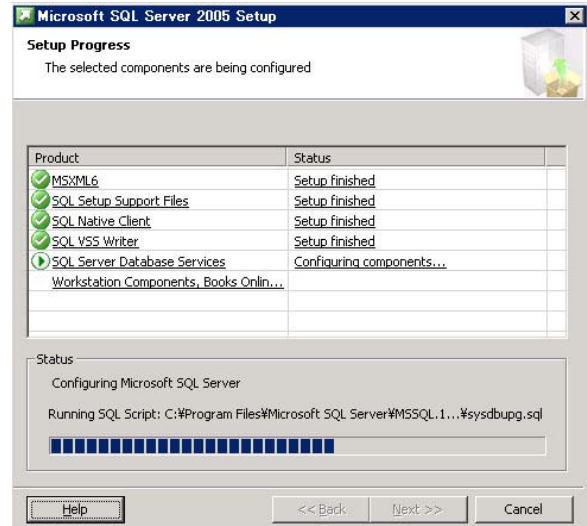 Microsoft SQL Server 2005 Setup
Setup Progress
The selected components are being configured
Product Status
MSXML6 Setup finished
SQL Setup Support Files Setup finished
SQL Native Client Setup finished
SQL VSS Writer Setup finished
SQL Server Database Services Configuring components...
Workstation Components, Books Onlin...
Status
Configuring Microsoft SQL Server
Running SQL Script: C:¥Program Files¥Microsoft SQL Server¥MSSQL.1...¥sysdbupg.sql
Help << Back Next >> Cancel